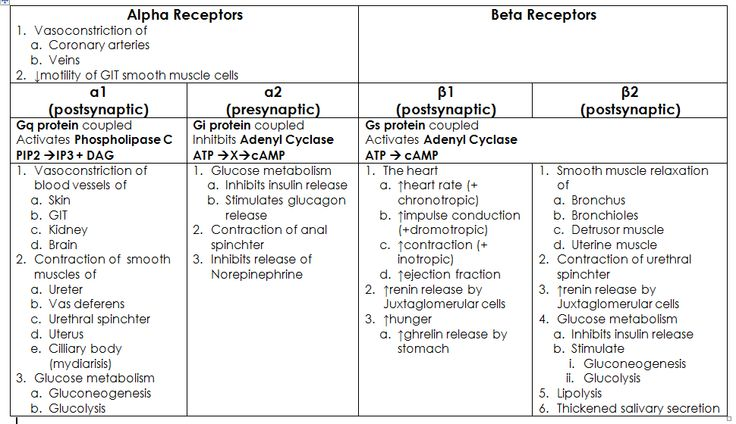 Alpha Receptors
1. Vasoconstriction of
a. Coronary arteries
b. Veins
2. ↓motility of GIT smooth muscle cells
Beta Receptors
α1
(postsynaptic)
Gq protein coupled
Activates Phospholipase C
PIP2 →IP3 + DAG
1. Vasoconstriction of
blood vessels of
a. Skin
b. GIT
c. Kidney
d. Brain
2. Contraction of smooth
muscles of
a. Ureter
b. Vas deferens
c. Urethral spinchter
d. Uterus
e. Cilliary body
(mydiarisis)
3. Glucose metabolism
a. Gluconeogenesis
b. Glucolysis
α2
(presynaptic)
Gi protein coupled
Inhitbits Adenyl Cyclase
ATP →X→cAMP
1. Glucose metabolism
a. Inhibits insulin release
b. Stimulates glucagon
release
2. Contraction of anal
spinchter
3. Inhibits release of
Norepinephrine
β1
(postsynaptic)
Gs protein coupled
Activates Adenyl Cyclase
ATP → cAMP
1. The heart
a. ↑heart rate (+
chronotropic)
b. ↑impulse conduction
(+dromotropic)
c. ↑contraction (+
inotropic)
d. ↑ejection fraction
2. ↑renin release by
Juxtaglomerular cells
3. ↑hunger
a. ↑ghrelin release by
stomach
β2
(postsynaptic)
1. Smooth muscle relaxation
of
a. Bronchus
b. Bronchioles
c. Detrusor muscle
d. Uterine muscle
2. Contraction of urethral
spinchter
3. ↑renin release by
Juxtaglomerular cells
4. Glucose metabolism
a. Inhibits insulin release
b. Stimulate
i. Gluconeogenesis
ii. Glucolysis
5. Lipolysis
6. Thickened salivary secretion